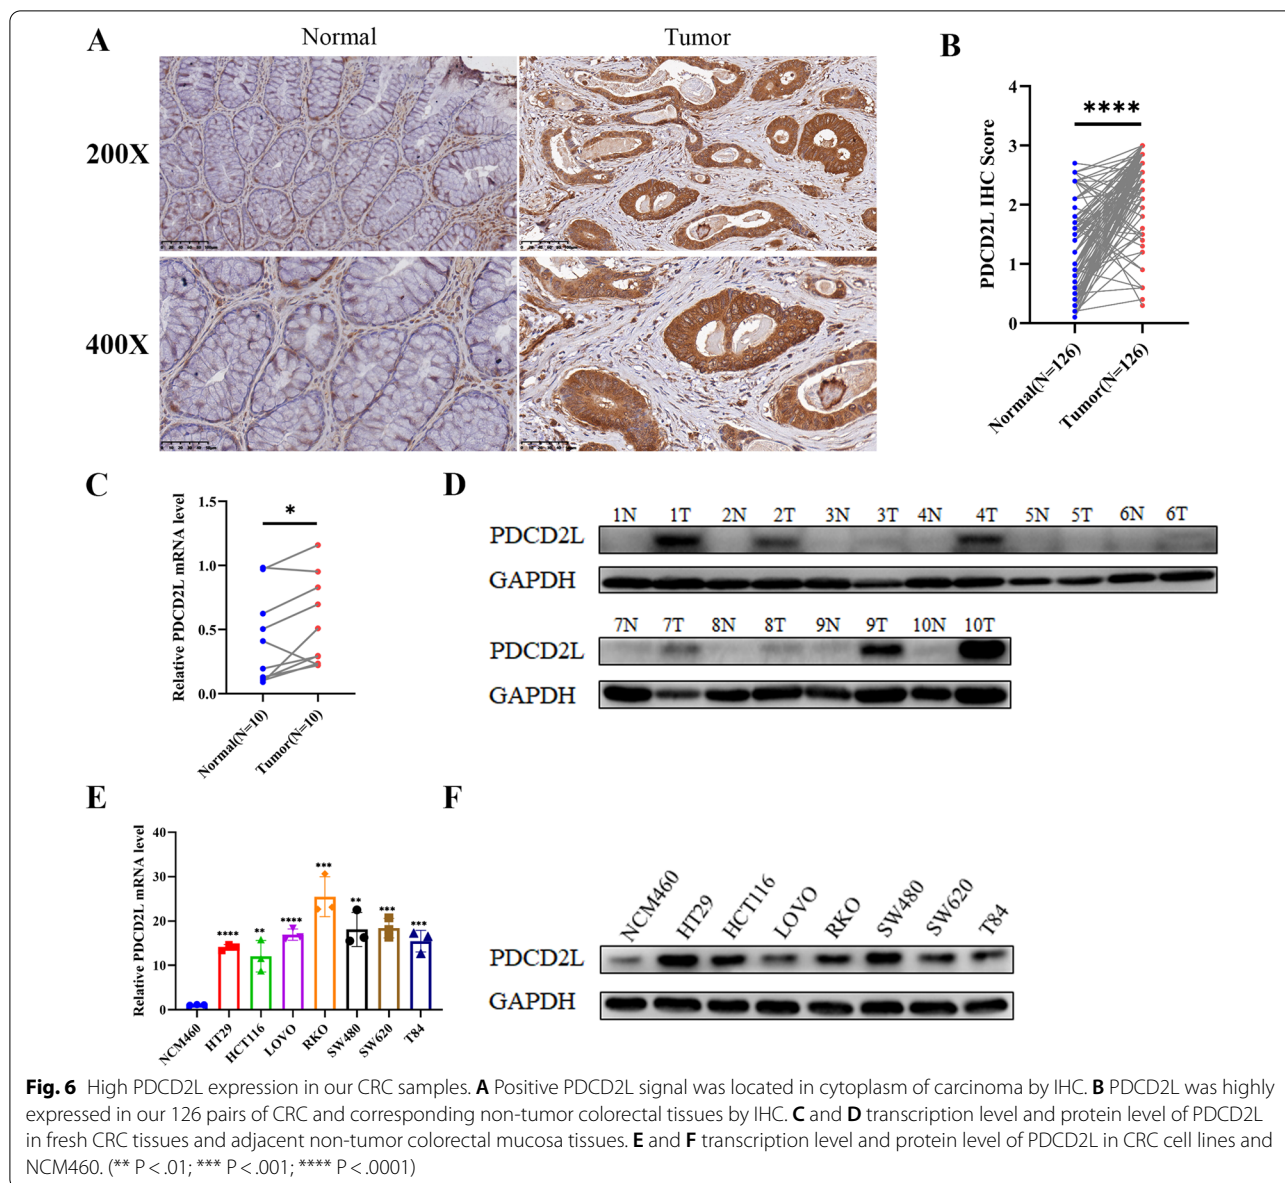 A
Normal
Tumor
200X
400X
B
****
PDCD2L IHC Score
4
3
2
1
0
Normal(N=126)
Tumor(N=126)
C
Relative PDCD2L mRNA level
1.5
1.0
0.5
0.0
*
Normal(N=10)
Tumor(N=10)
D
1N 1T 2N 2T 3N 3T 4N 4T 5N 5T 6N 6T
PDCD2L
GAPDH
7N 7T 8N 8T 9N 9T 10N 10T
PDCD2L
GAPDH
E
Relative PDCD2L mRNA level
40
30
20
10
0
**** ** **** *** ** *** ***
NCM460 HT29 HCT116 LOVO RKO SW480 SW620 T84
F
NCM460 HT29 HCT116 LOVO RKO SW480 SW620 T84
PDCD2L
GAPDH
Fig. 6 High PDCD2L expression in our CRC samples. A Positive PDCD2L signal was located in cytoplasm of carcinoma by IHC. B PDCD2L was highly
expressed in our 126 pairs of CRC and corresponding non-tumor colorectal tissues by IHC. C and D transcription level and protein level of PDCD2L
in fresh CRC tissues and adjacent non-tumor colorectal mucosa tissues. E and F transcription level and protein level of PDCD2L in CRC cell lines and
NCM460. (** P < .01; *** P < .001; **** P < .0001)